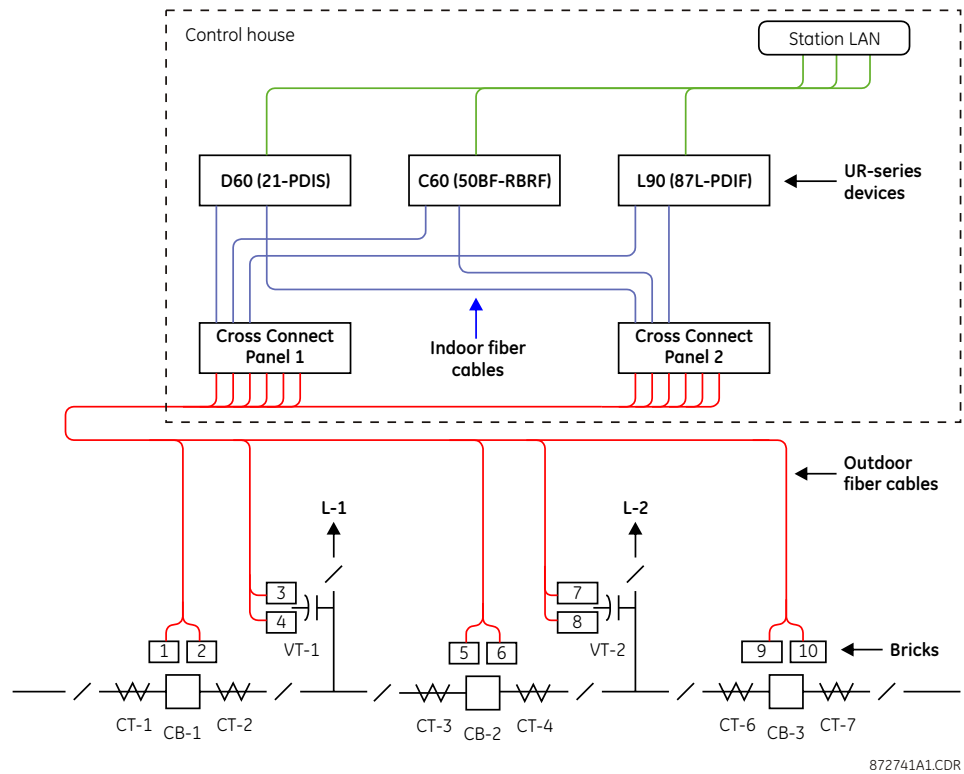 Control house
Station LAN
D60 (21-PDIS)
C60 (50BF-RBRF)
L90 (87L-PDIF)
UR-series
devices
Cross Connect
Panel 1
Indoor fiber
cables
Cross Connect
Panel 2
Outdoor
fiber cables
L-1
L-2
3
4
VT-1
7
8
VT-2
1
2
5
6
9
10
Bricks
CT-1
CB-1
CT-2
CT-3
CB-2
CT-4
CT-6
CB-3
CT-7
872741A1.CDR